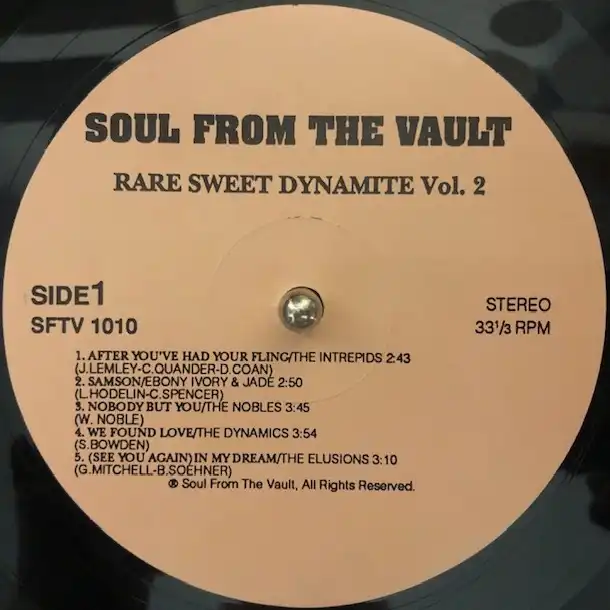 SOUL FROM THE VAULT
RARE SWEET DYNAMITE Vol. 2
SIDE 1
SFTV 1010
STEREO
33¹/₃ RPM
1. AFTER YOU'VE HAD YOUR FLING/THE INTREPIDS 2:43
(J.LEMLEY-C.QUANDER-D.COAN)
2. SAMSON/EBONY IVORY & JADE 2:50
(L.HODELIN-C.SPENCER)
3. NOBODY BUT YOU/THE NOBLES 3:45
(W. NOBLE)
4. WE FOUND LOVE/THE DYNAMICS 3:54
(S.BOWDEN)
5. (SEE YOU AGAIN) IN MY DREAM/THE ELUSIONS 3:10
(G.MITCHELL-B.SOEHNER)
℗ Soul From The Vault, All Rights Reserved.